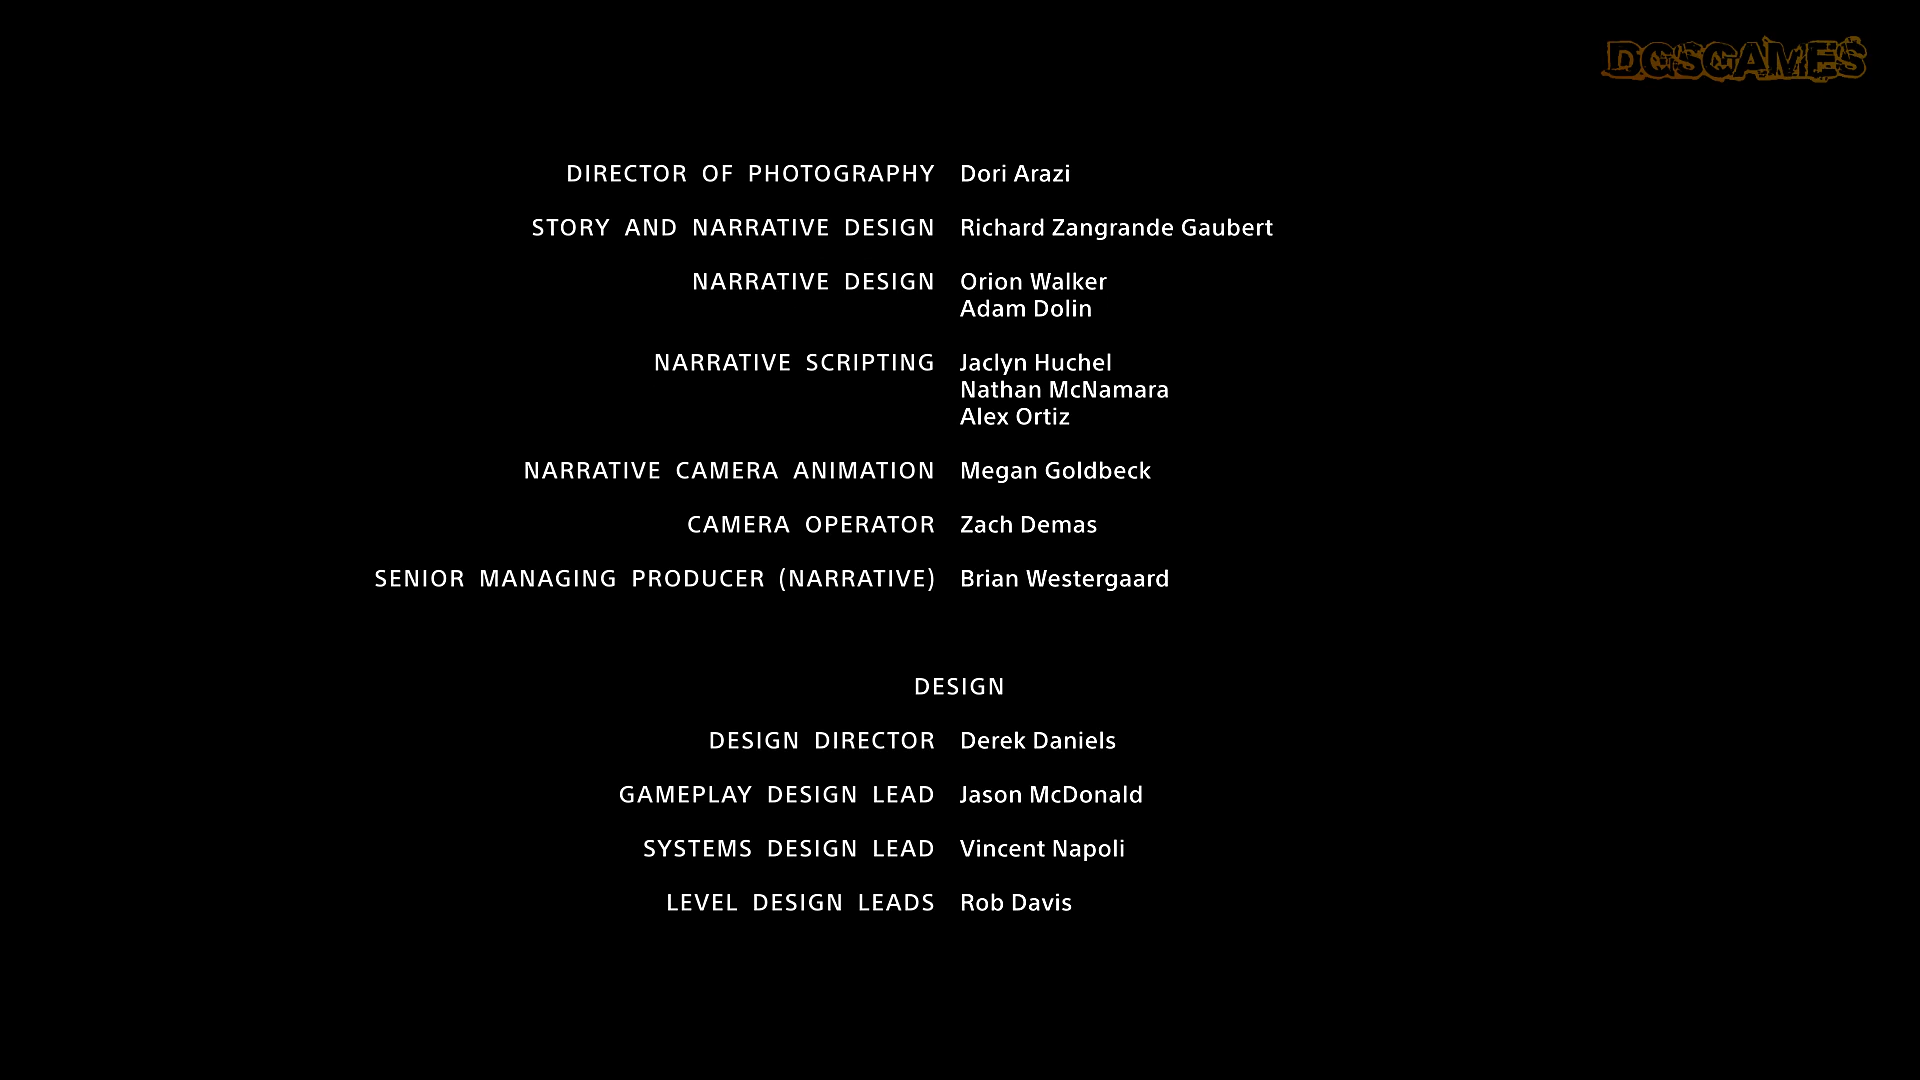 DGSGAMES
DIRECTOR OF PHOTOGRAPHY Dori Arazi
STORY AND NARRATIVE DESIGN Richard Zangrande Gaubert
NARRATIVE DESIGN Orion Walker
Adam Dolin
NARRATIVE SCRIPTING Jaclyn Huchel
Nathan McNamara
Alex Ortiz
NARRATIVE CAMERA ANIMATION Megan Goldbeck
CAMERA OPERATOR Zach Demas
SENIOR MANAGING PRODUCER (NARRATIVE) Brian Westergaard
DESIGN
DESIGN DIRECTOR Derek Daniels
GAMEPLAY DESIGN LEAD Jason McDonald
SYSTEMS DESIGN LEAD Vincent Napoli
LEVEL DESIGN LEADS Rob Davis